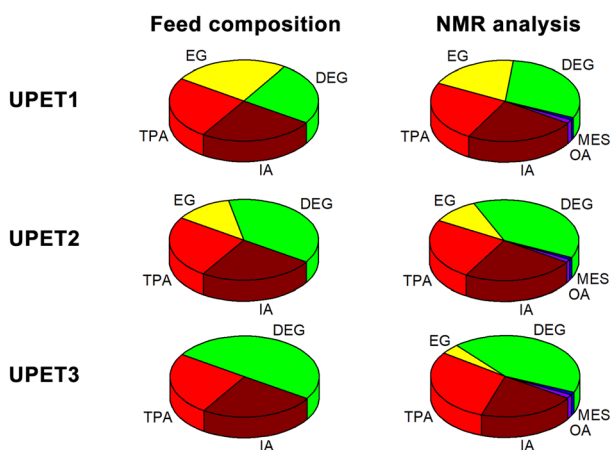 Feed composition
NMR analysis
UPET1
EG
DEG
TPA
IA
EG
DEG
TPA
MES
OA
IA
UPET2
EG
DEG
TPA
IA
EG
DEG
TPA
MES
OA
IA
UPET3
DEG
TPA
IA
EG
DEG
TPA
MES
OA
IA